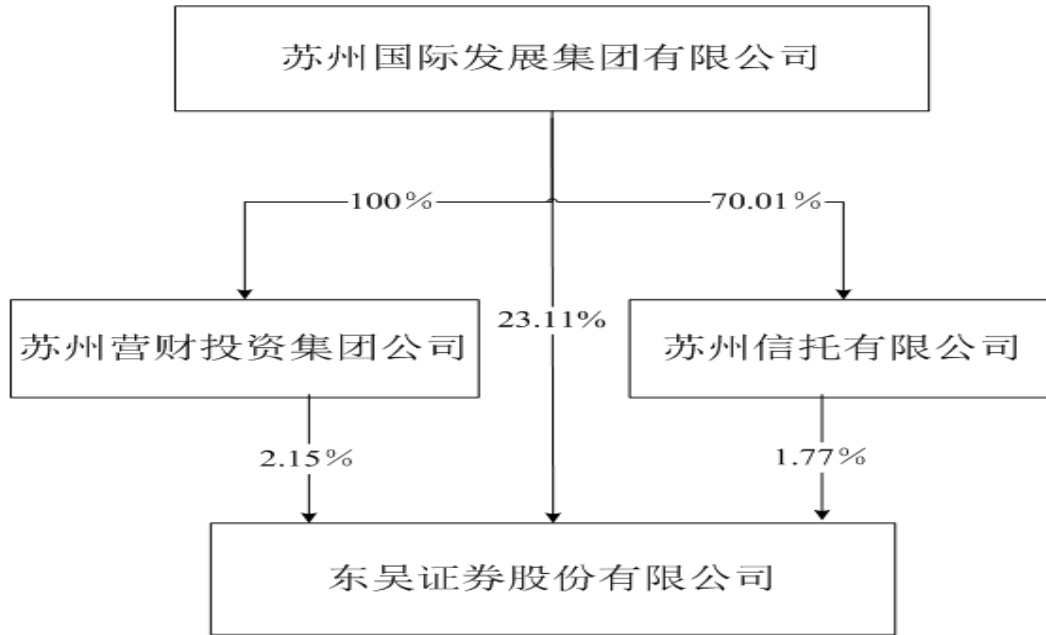 苏州国际发展集团有限公司
100%
70.01%
苏州营财投资集团公司
23.11%
苏州信托有限公司
2.15%
1.77%
东吴证券股份有限公司